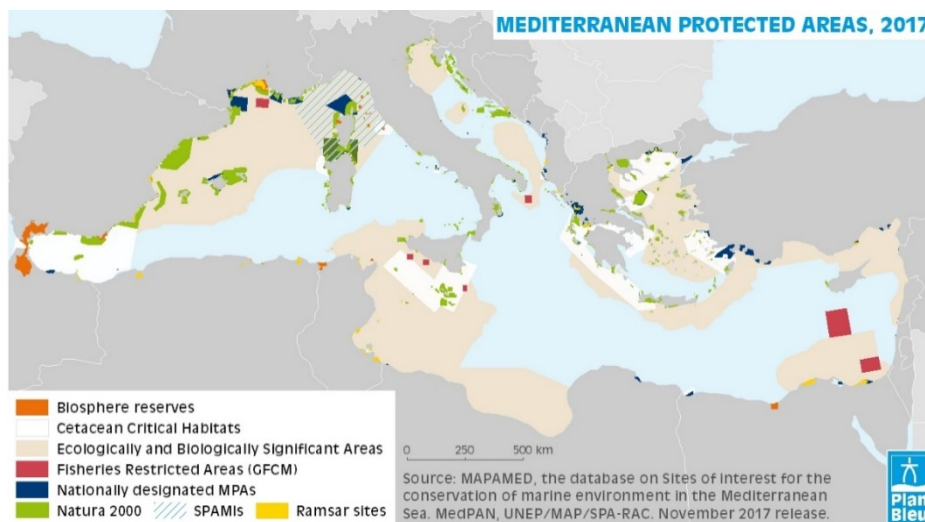 MEDITERRANEAN PROTECTED AREAS, 2017
Biosphere reserves
Cetacean Critical Habitats
Ecologically and Biologically Significant Areas
Fisheries Restricted Areas (GFCM)
Nationally designated MPAs
Natura 2000 SPAMIs Ramsar sites
0 250 500 km
Source: MAPAMED, the database on Sites of interest for the
conservation of marine environment in the Mediterranean
Sea. MedPAN, UNEP/MAP/SPA-RAC. November 2017 release.
Plan
Bleu